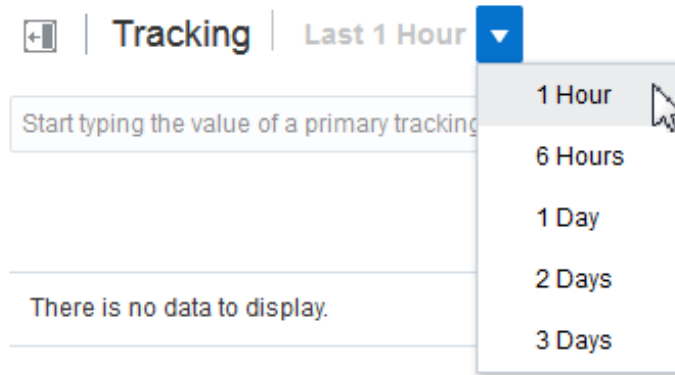 Tracking Last 1 Hour
Start typing the value of a primary tracking
1 Hour
6 Hours
1 Day
2 Days
3 Days
There is no data to display.